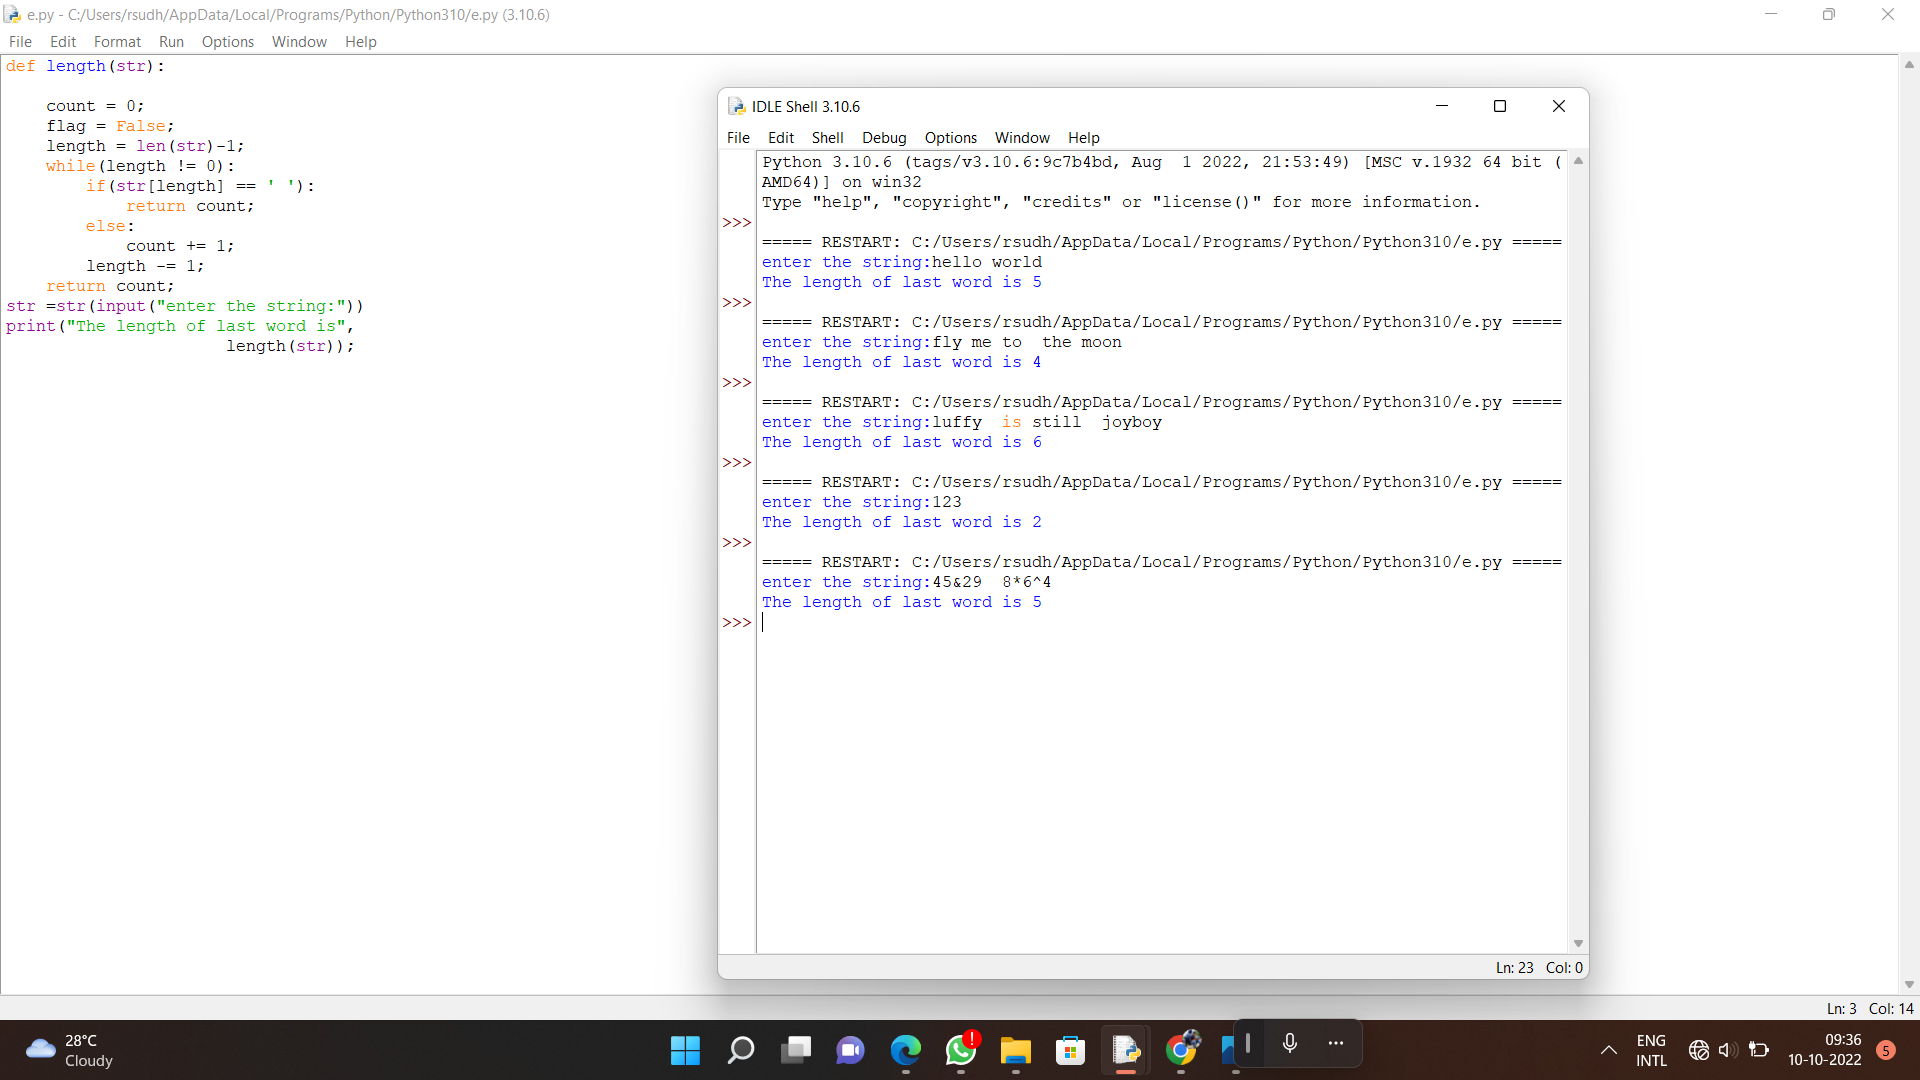 e.py - C:/Users/rsudh/AppData/Local/Programs/Python/Python310/e.py (3.10.6)
File Edit Format Run Options Window Help
def length(str):
count = 0;
flag = False;
length = len(str)-1;
while(length != 0):
if(str[length] == ' '):
return count;
else:
count += 1;
length -= 1;
return count;
str =str(input("enter the string:"))
print("The length of last word is",
length(str));
IDLE Shell 3.10.6
File Edit Shell Debug Options Window Help
Python 3.10.6 (tags/v3.10.6:9c7b4bd, Aug  1 2022, 21:53:49) [MSC v.1932 64 bit (
AMD64)] on win32
Type "help", "copyright", "credits" or "license()" for more information.
>>>
===== RESTART: C:/Users/rsudh/AppData/Local/Programs/Python/Python310/e.py =====
enter the string:hello world
The length of last word is 5
>>>
===== RESTART: C:/Users/rsudh/AppData/Local/Programs/Python/Python310/e.py =====
enter the string:fly me to  the moon
The length of last word is 4
>>>
===== RESTART: C:/Users/rsudh/AppData/Local/Programs/Python/Python310/e.py =====
enter the string:luffy  is still  joyboy
The length of last word is 6
>>>
===== RESTART: C:/Users/rsudh/AppData/Local/Programs/Python/Python310/e.py =====
enter the string:123
The length of last word is 2
>>>
===== RESTART: C:/Users/rsudh/AppData/Local/Programs/Python/Python310/e.py =====
enter the string:45&29  8*6^4
The length of last word is 5
>>>
Ln: 23 Col: 0
Ln: 3 Col: 14
28°C
Cloudy
ENG
INTL
09:36
10-10-2022
5